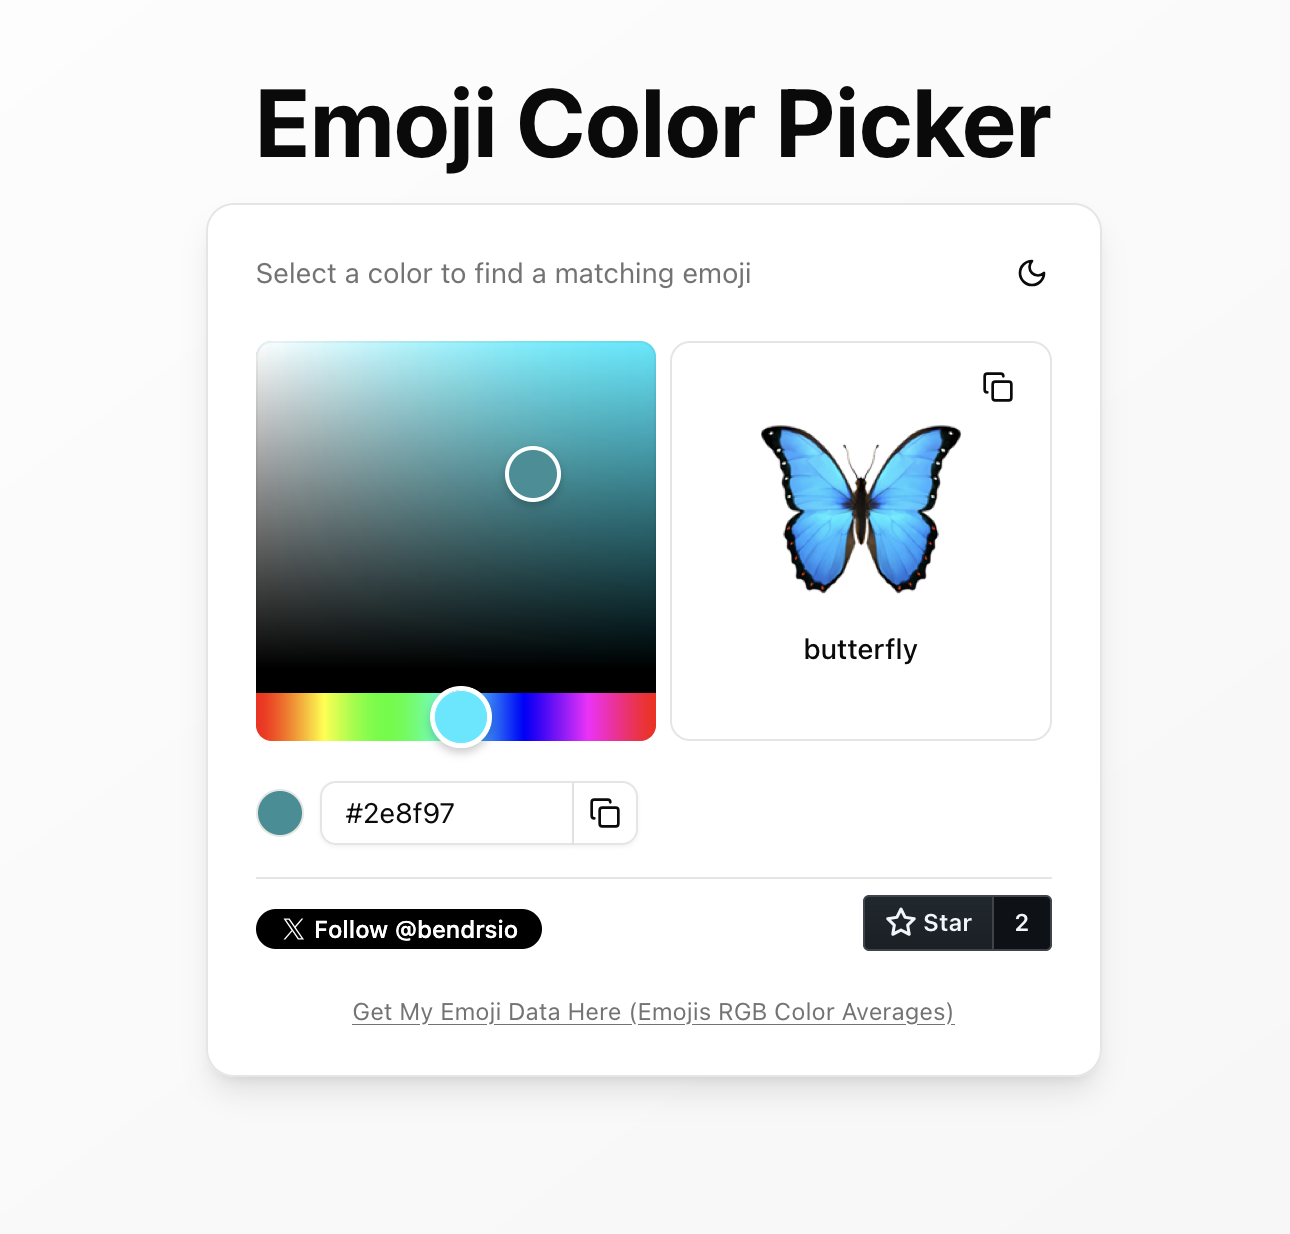 Emoji Color Picker
Select a color to find a matching emoji
butterfly
#2e8f97
𝕏 Follow @bendrsio
Star 2
Get My Emoji Data Here (Emojis RGB Color Averages)